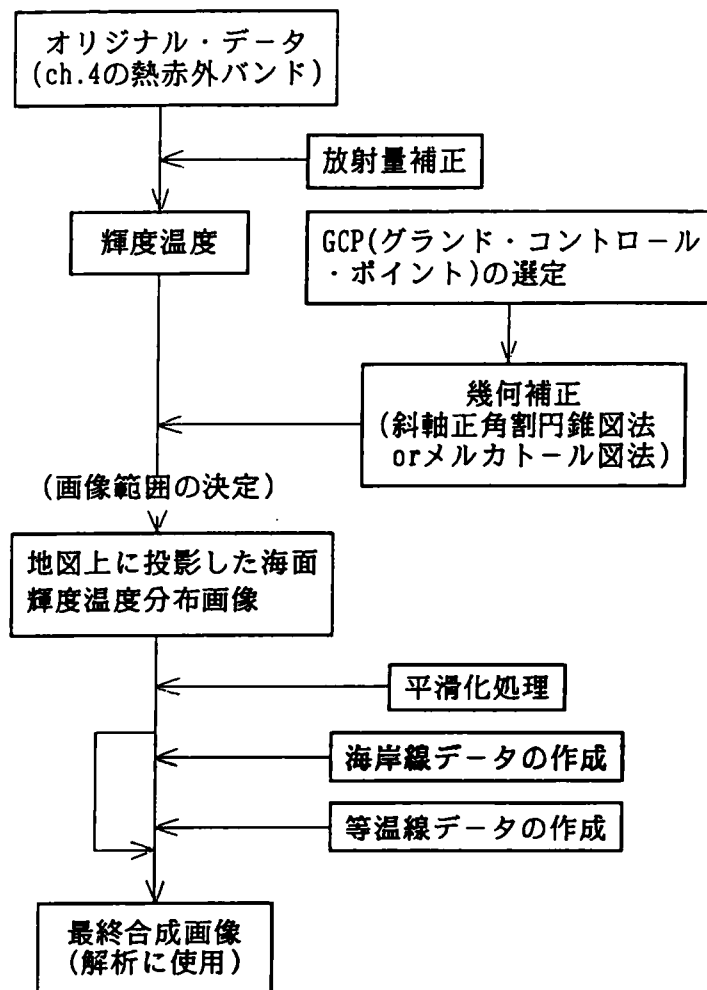 オリジナル・データ
(ch.4の熱赤外バンド)
放射量補正
輝度温度
GCP(グランド・コントロール
・ポイント)の選定
幾何補正
(斜軸正角割円錐図法
orメルカトール図法)
(画像範囲の決定)
地図上に投影した海面
輝度温度分布画像
平滑化処理
海岸線データの作成
等温線データの作成
最終合成画像
(解析に使用)